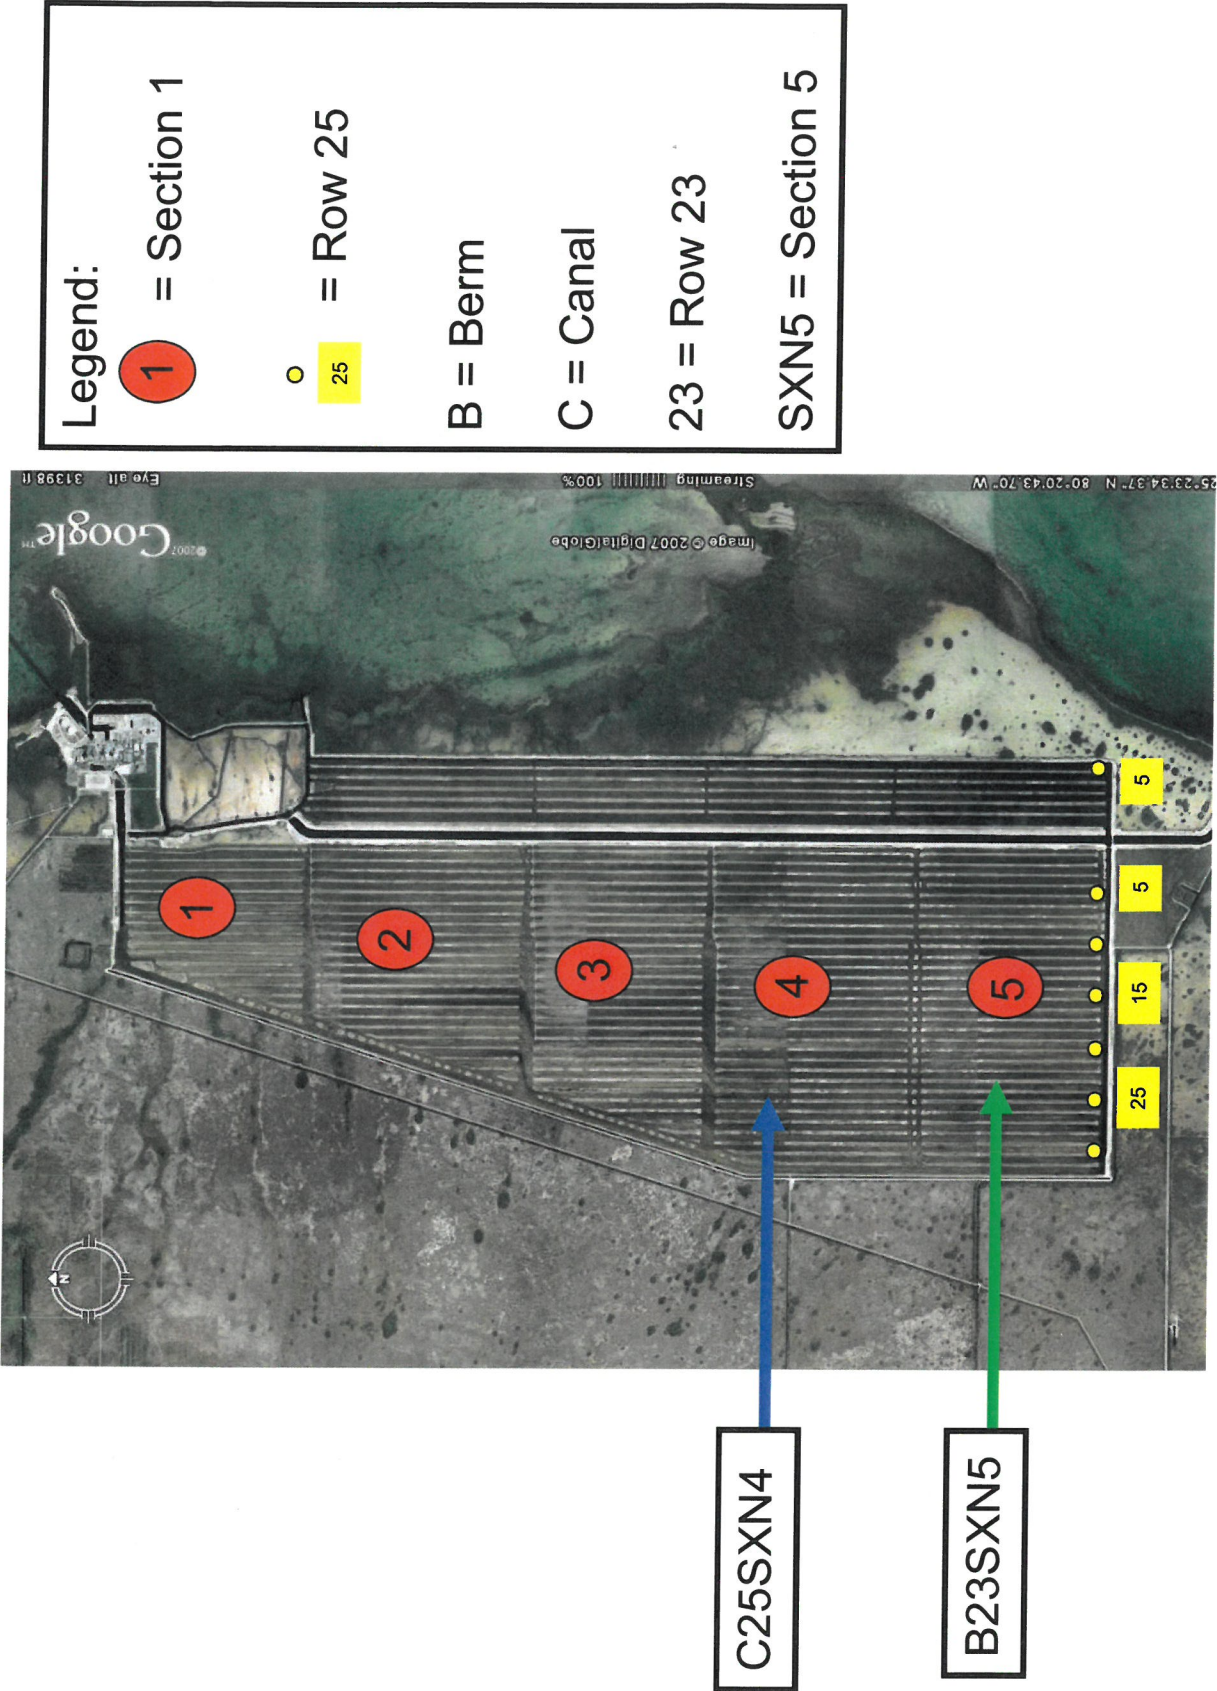 Legend:
1 = Section 1
25 = Row 25
B = Berm
C = Canal
23 = Row 23
SXN5 = Section 5
Eye alt 31398 ft
©2007 Google™
Streaming |||||||||| 100%
Image © 2007 DigitalGlobe
25°23'34.37" N 80°20'43.70" W
N
1
2
3
4
5
5
5
15
25
C25SXN4
B23SXN5